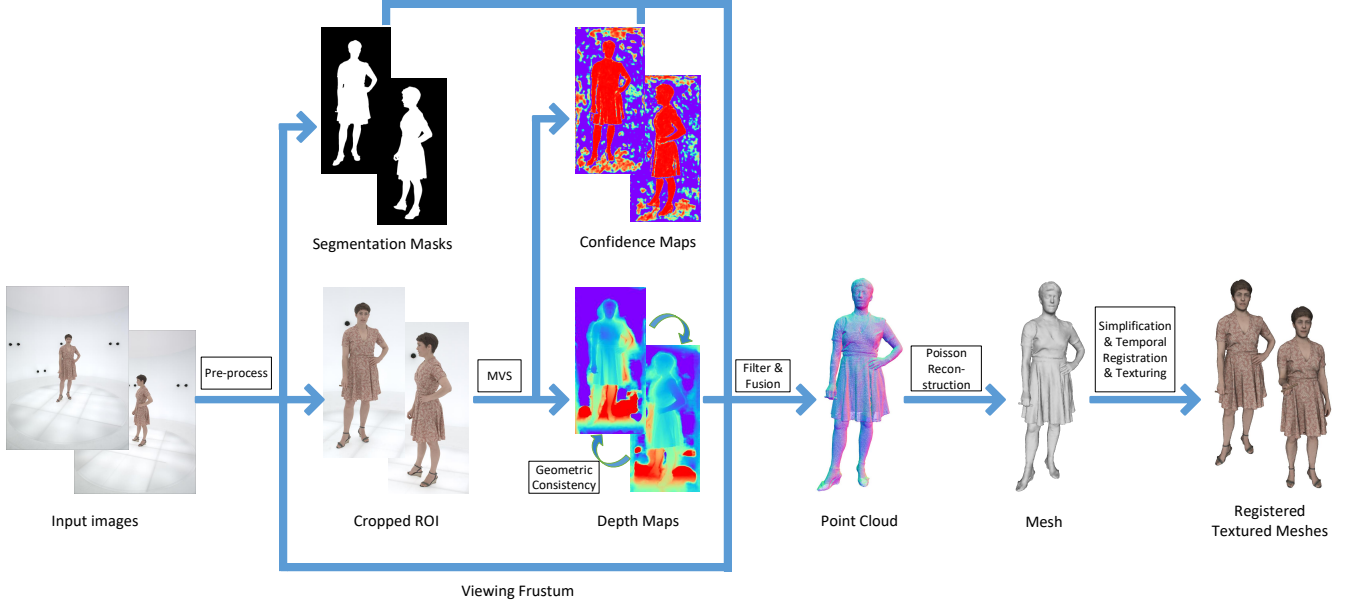 Segmentation Masks
Confidence Maps
Pre-process
MVS
Geometric
Consistency
Filter &
Fusion
Poisson
Recon-
struction
Simplification
& Temporal
Registration
& Texturing
Input images
Cropped ROI
Depth Maps
Point Cloud
Mesh
Registered
Textured Meshes
Viewing Frustum